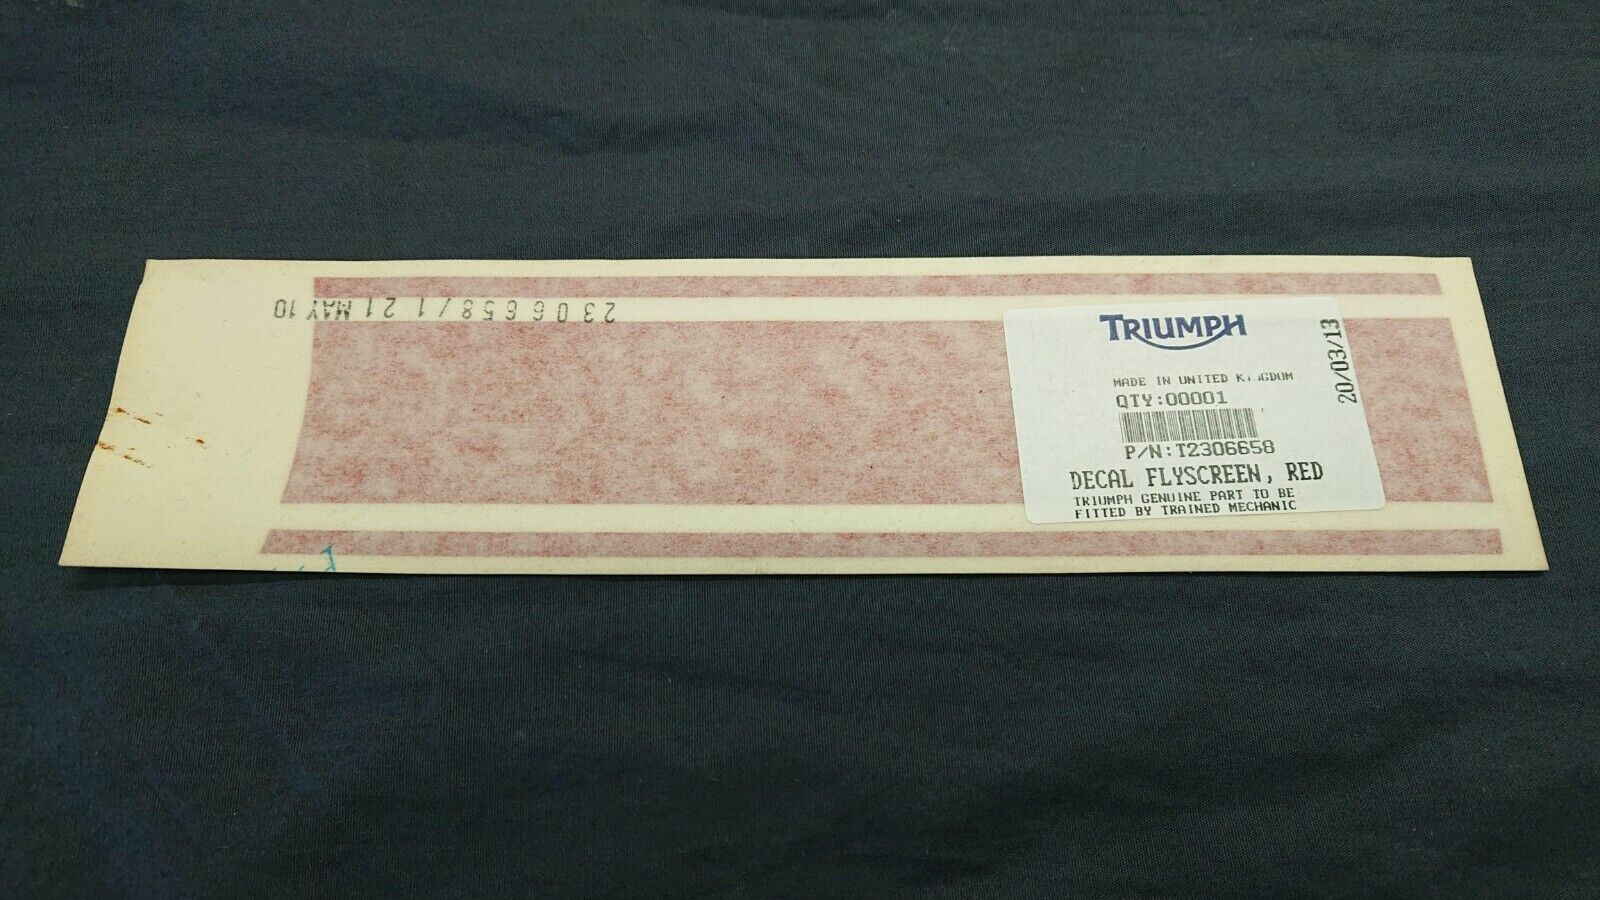 2306658/1 21 MAY 10
TRIUMPH
MADE IN UNITED KINGDOM
QTY:00001
P/N:T2306658
DECAL FLYSCREEN, RED
TRIUMPH GENUINE PART TO BE
FITTED BY TRAINED MECHANIC
20/03/13